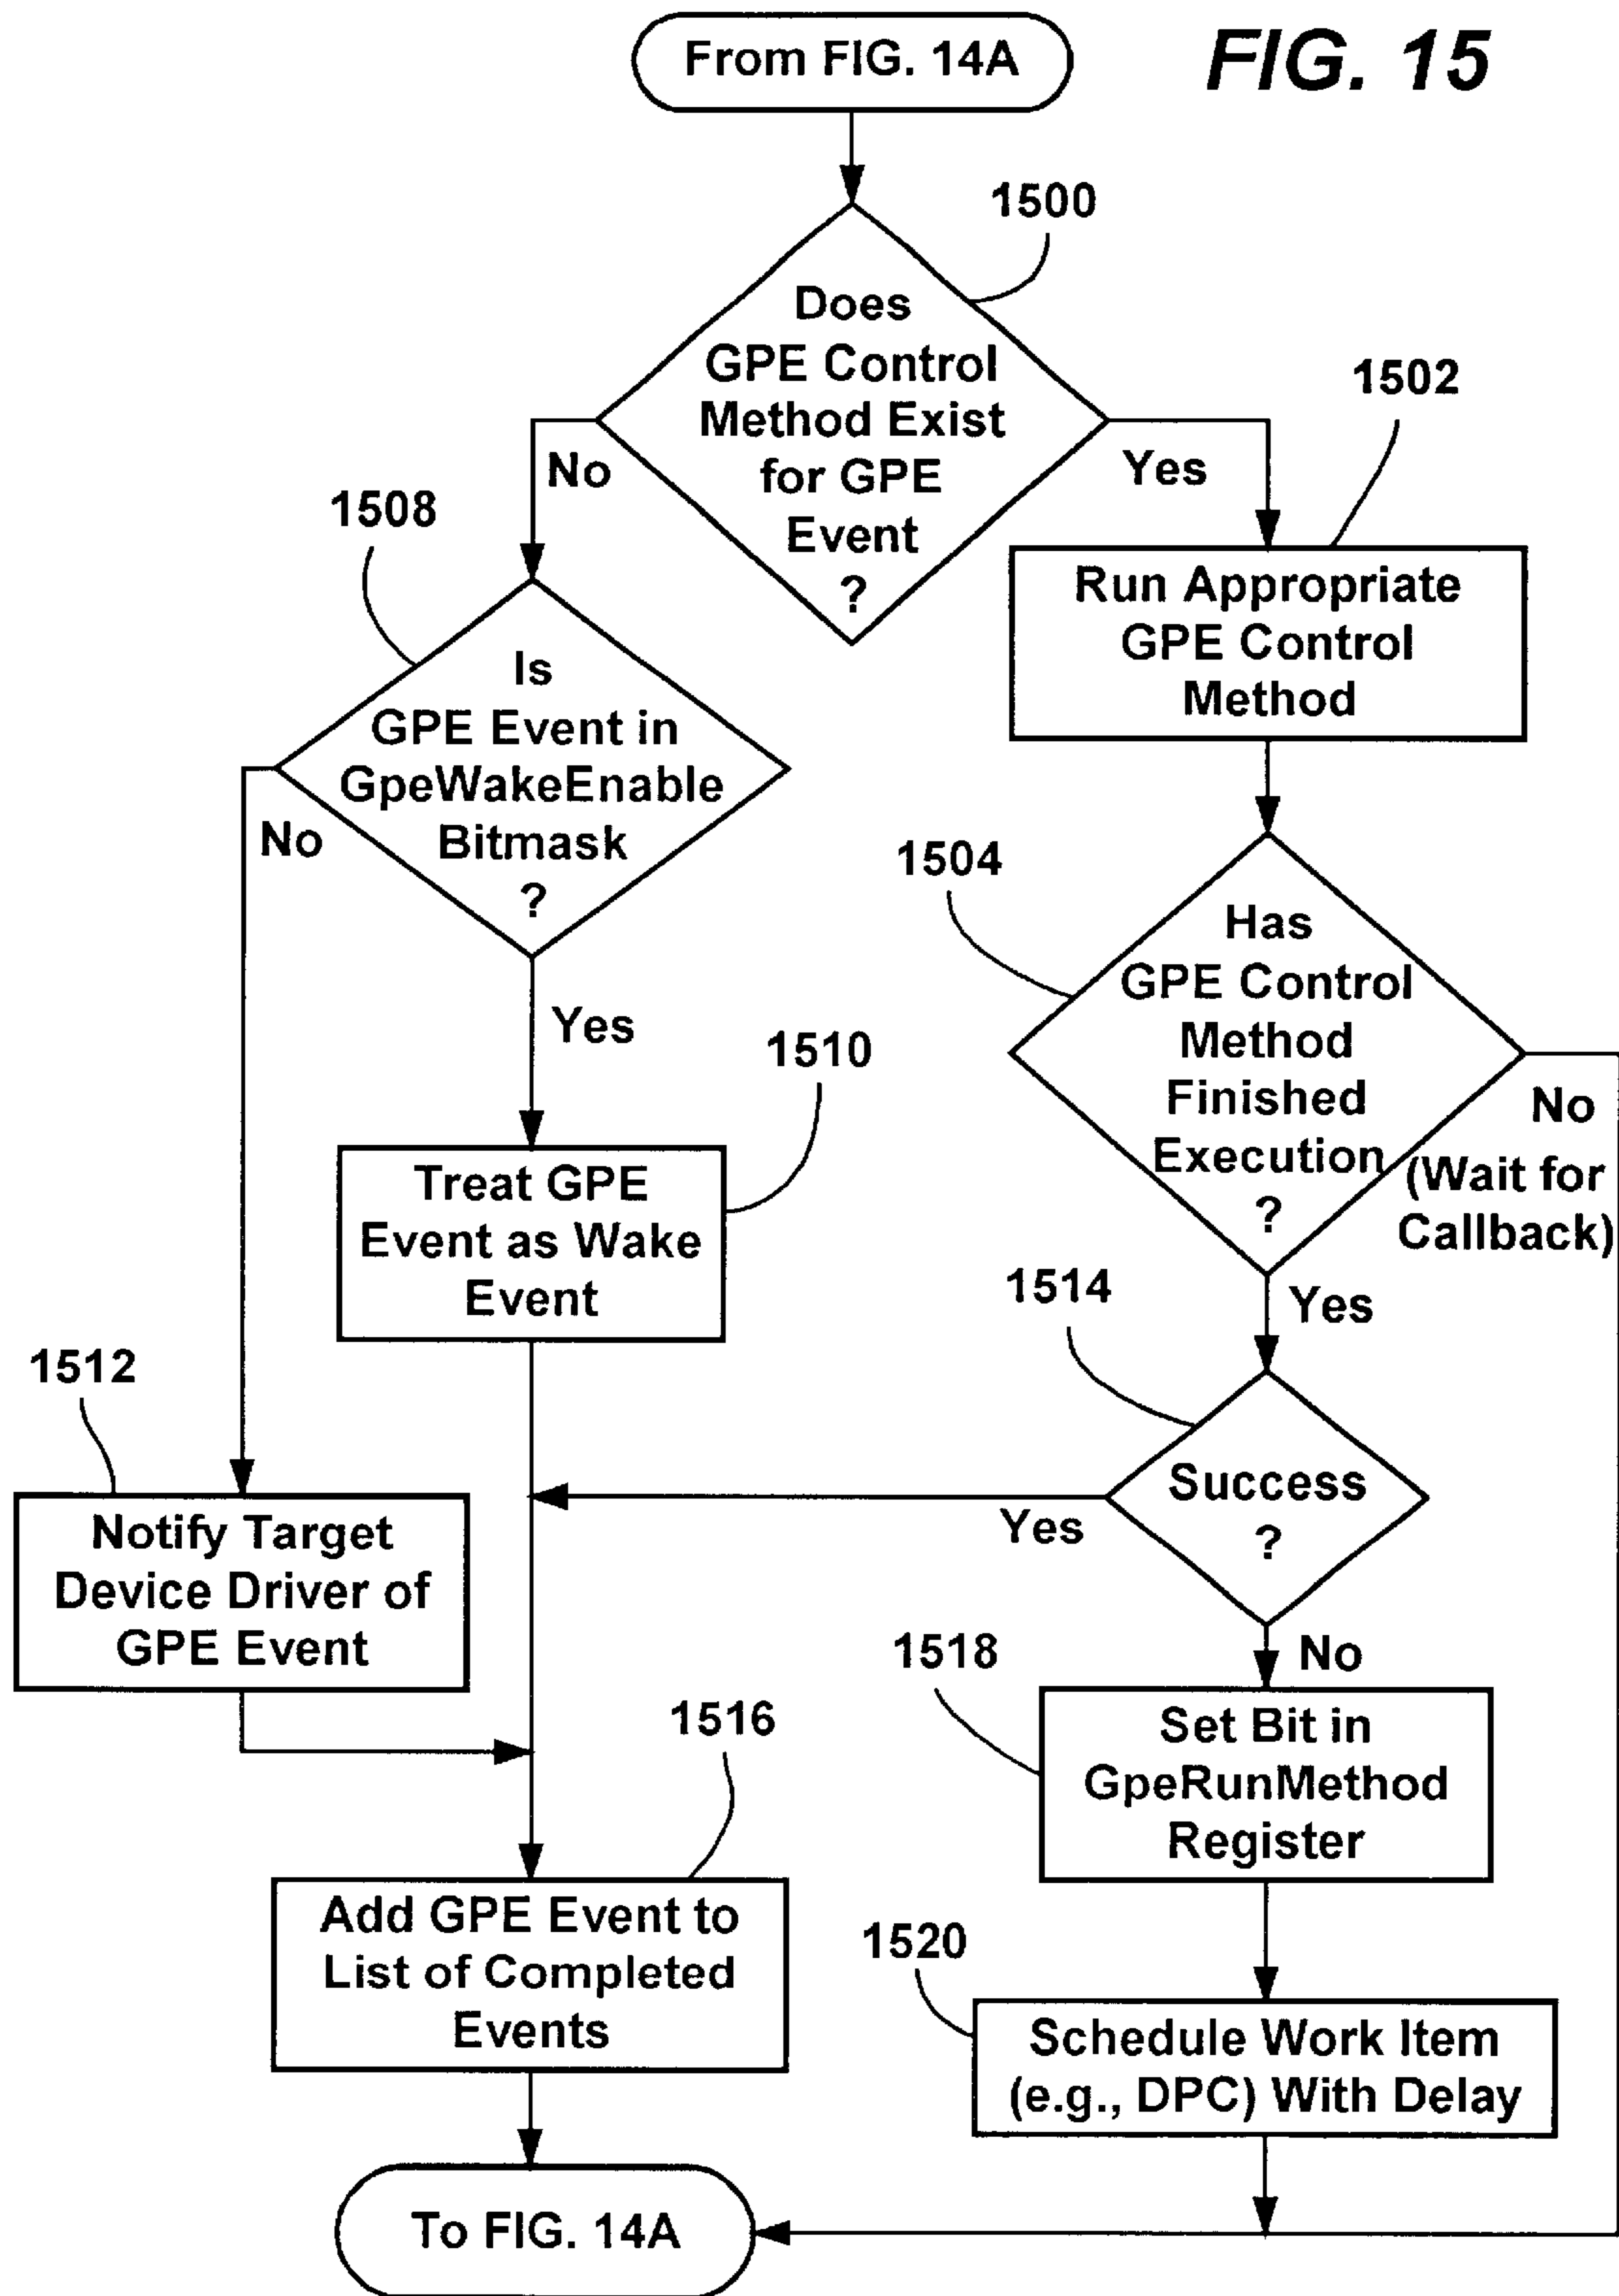 From FIG. 14A
FIG. 15
1500
Does
GPE Control
Method Exist
for GPE
Event
?
No
Yes
1502
Run Appropriate
GPE Control
Method
1508
Is
GPE Event in
GpeWakeEnable
Bitmask
?
No
Yes
1504
Has
GPE Control
Method
Finished
Execution
?
No
(Wait for
Callback)
Yes
1510
Treat GPE
Event as Wake
Event
1514
Success
?
Yes
No
1512
Notify Target
Device Driver of
GPE Event
1518
Set Bit in
GpeRunMethod
Register
1516
Add GPE Event to
List of Completed
Events
1520
Schedule Work Item
(e.g., DPC) With Delay
To FIG. 14A